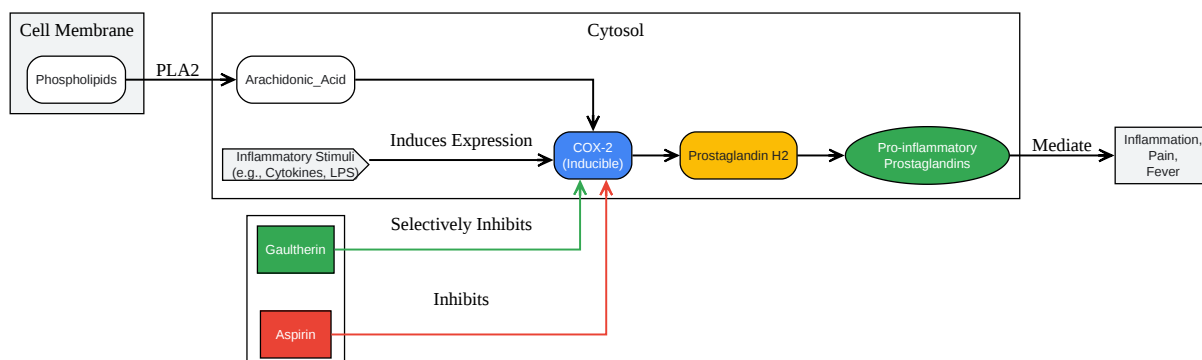 Cell Membrane
Cytosol
Phospholipids
PLA2
Arachidonic_Acid
Inflammatory Stimuli
(e.g., Cytokines, LPS)
Induces Expression
COX-2
(Inducible)
Prostaglandin H2
Pro-inflammatory
Prostaglandins
Mediate
Inflammation,
Pain,
Fever
Gaultherin
Selectively Inhibits
Aspirin
Inhibits